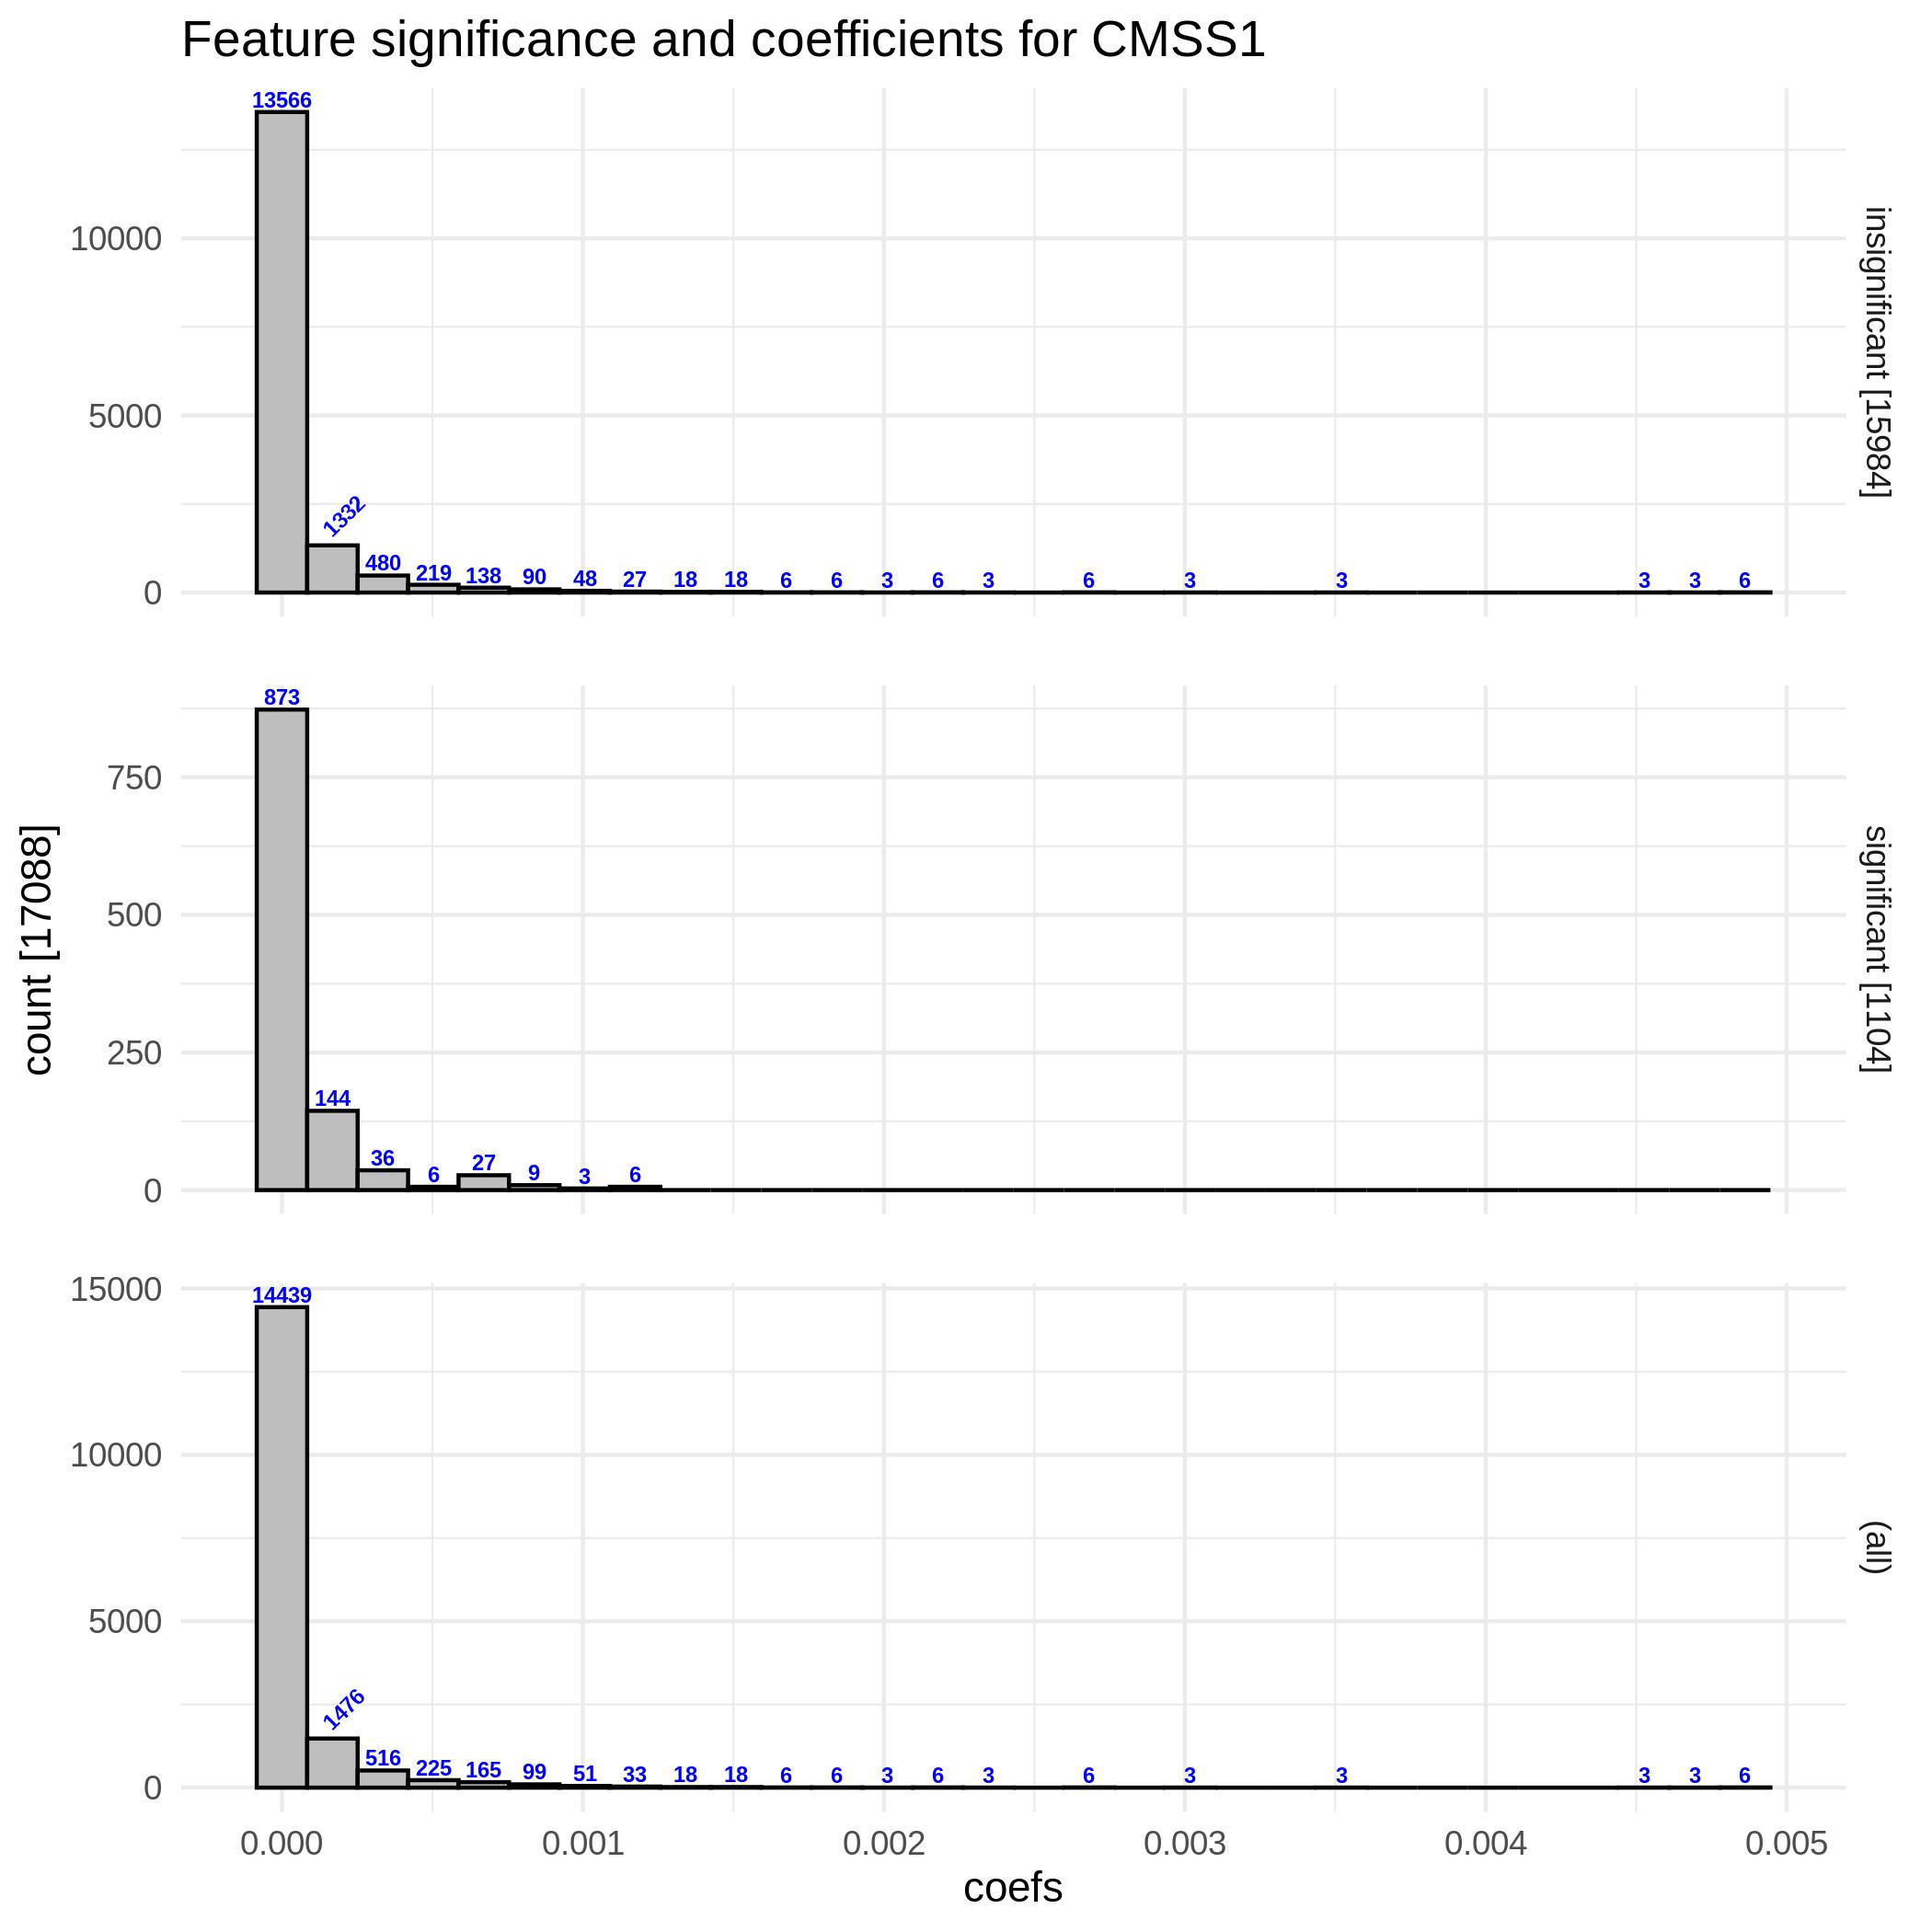 Feature significance and coefficients for CMSS1
13566
1332
480 219 138 90 48 27 18 18 6 6 3 6 3 6 3 3 3 3 6
10000
5000
0
insignificant [15984]
873
144
36 6 27 9 3 6
750
500
250
0
significant [1104]
count [17088]
14439
1476
516 225 165 99 51 33 18 18 6 6 3 6 3 6 3 3 3 3 6
15000
10000
5000
0
(all)
0.000 0.001 0.002 0.003 0.004 0.005
coefs